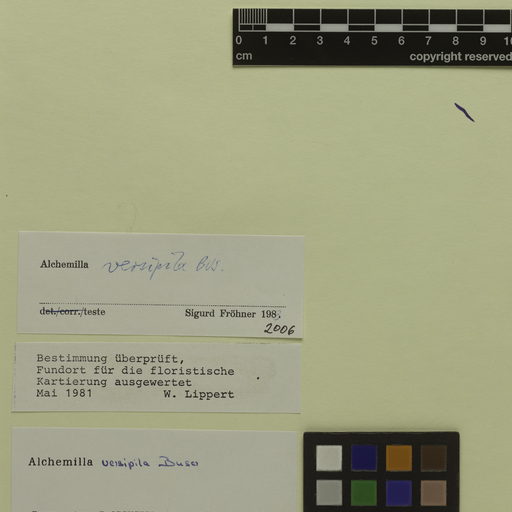 0 1 2 3 4 5 6 7 8 9 10
cm copyright reserved
Alchemilla versipila Bus.
det./corr./teste Sigurd Fröhner 198
2006
Bestimmung überprüft,
Fundort für die floristische
Kartierung ausgewertet
Mai 1981 W. Lippert
Alchemilla versipila Buser